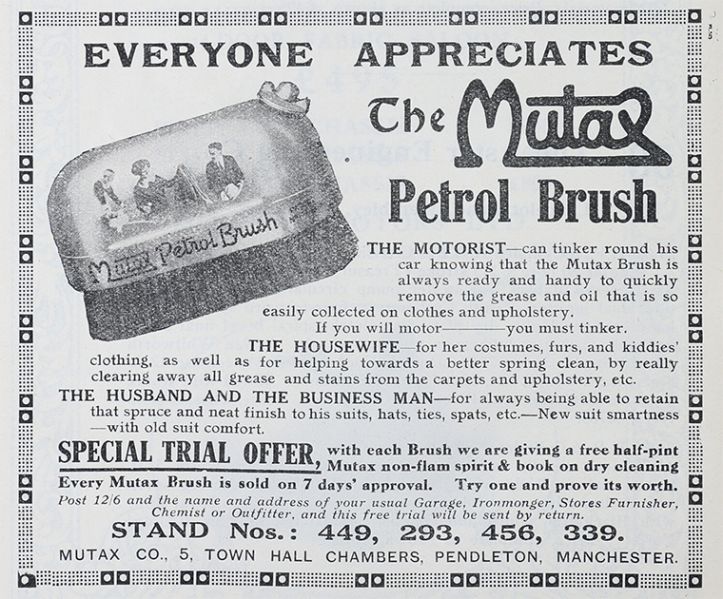 EVERYONE APPRECIATES
The Mutax
Petrol Brush
Mutax Petrol Brush
THE MOTORIST—can tinker round his
car knowing that the Mutax Brush is
always ready and handy to quickly
remove the grease and oil that is so
easily collected on clothes and upholstery.
If you will motor———you must tinker.
THE HOUSEWIFE—for her costumes, furs, and kiddies'
clothing, as well as for helping towards a better spring clean, by really
clearing away all grease and stains from the carpets and upholstery, etc.
THE HUSBAND AND THE BUSINESS MAN—for always being able to retain
that spruce and neat finish to his suits, hats, ties, spats, etc.—New suit smartness
—with old suit comfort.
SPECIAL TRIAL OFFER, with each Brush we are giving a free half-pint
Mutax non-flam spirit & book on dry cleaning
Every Mutax Brush is sold on 7 days' approval. Try one and prove its worth.
Post 12/6 and the name and address of your usual Garage, Ironmonger, Stores Furnisher,
Chemist or Outfitter, and this free trial will be sent by return.
STAND Nos.: 449, 293, 456, 339.
MUTAX CO., 5, TOWN HALL CHAMBERS, PENDLETON, MANCHESTER.